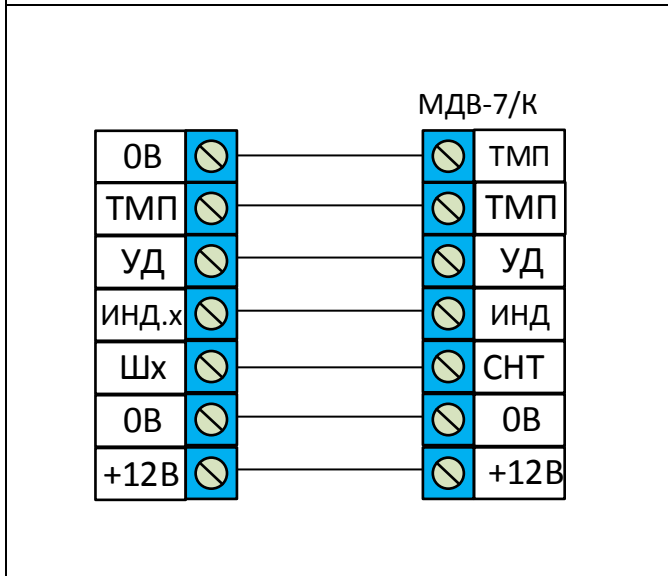 МДВ-7/К
0В ТМП
ТМП ТМП
УД УД
ИНД.х ИНД
Шх СНТ
0В 0В
+12В +12В